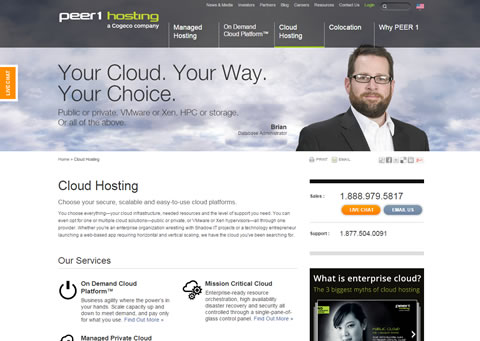 News & Media Investors Partners Blog Careers Resources Contact Us Login
peer1 hosting
a Cogeco company
Managed Hosting
On Demand Cloud Platform™
Cloud Hosting
Colocation
Why PEER 1
LIVE CHAT
Your Cloud. Your Way.
Your Choice.
Public or private, VMware or Xen, HPC or storage.
Or all of the above.
Brian
Database Administrator
Home > Cloud Hosting
PRINT EMAIL
Cloud Hosting
Choose your secure, scalable and easy-to-use cloud platforms.
You choose everything—your cloud infrastructure, needed resources and the level of support you need. You can
even opt for one or multiple cloud solutions—public or private, or VMware or Xen hypervisors—all through one
provider. Whether you're an enterprise organization wrestling with Shadow IT projects or a technology entrepreneur
launching a web-based app requiring horizontal and vertical scaling, we have the cloud you've been searching for.
Sales : 1.888.979.5817
LIVE CHAT EMAIL US
Support : 1.877.504.0091
Our Services
On Demand Cloud
Platform™
Business agility where the power's in
your hands. Scale capacity up and
down to meet demand, and pay only
for what you use. Find Out More »
Mission Critical Cloud
Enterprise-ready resource
orchestration, high availability
disaster recovery and security all
controlled through a single-pane-of-
glass control panel. Find Out More »
Managed Private Cloud
What is enterprise cloud?
The 3 biggest myths of cloud hosting
peer1
PUBLIC CLOUD